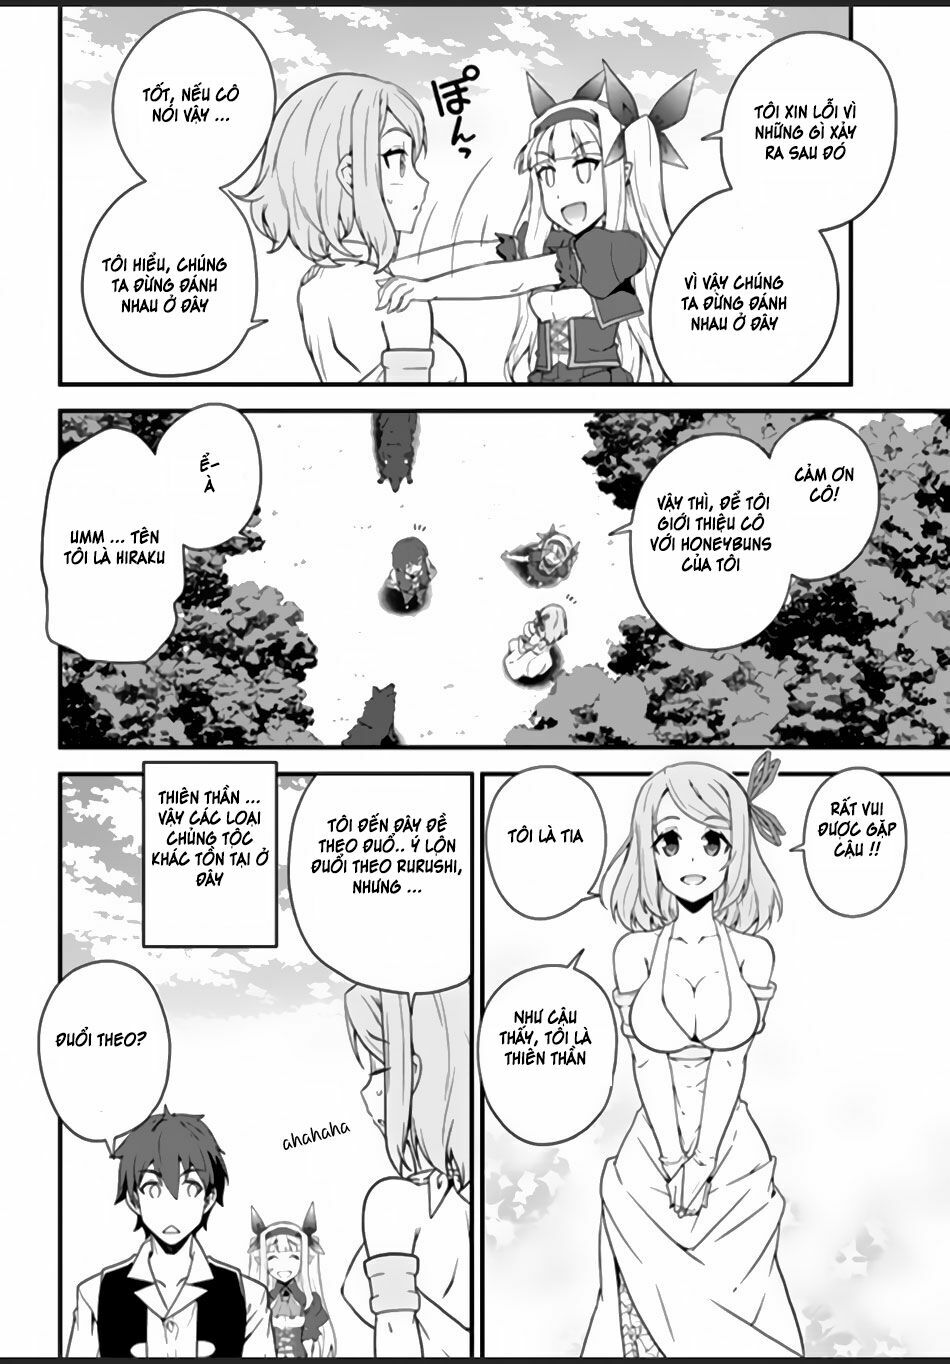 TÔI XIN LỖI VÌ
NHỮNG GÌ XẢY
RA SAU ĐÓ
VÌ VẬY CHÚNG
TA ĐỪNG ĐÁNH
NHAU Ở ĐÂY
ぽんっ
TỐT, NẾU CÔ
NÓI VẬY ...
TÔI HIỂU, CHÚNG
TA ĐỪNG ĐÁNH
NHAU Ở ĐÂY
CẢM ƠN
CÔ!
VẬY THÌ, ĐỂ TÔI
GIỚI THIỆU CÔ
VỚI HONEYBUNS
CỦA TÔI
Ể-
À
UMM ... TÊN
TÔI LÀ HIRAKU
RẤT VUI
ĐƯỢC GẶP
CẬU !!
TÔI LÀ TIA
NHƯ CẬU
THẤY, TÔI LÀ
THIÊN THẦN
TÔI ĐẾN ĐÂY ĐỀ
THEO ĐUỔ.. Ý LỘN
ĐUỔI THEO RURUSHI,
NHƯNG ...
THIÊN THẦN ...
VẬY CÁC LOẠI
CHỦNG TỘC
KHÁC TỒN TẠI Ở
ĐÂY
ĐUỔI THEO?
ahahaha